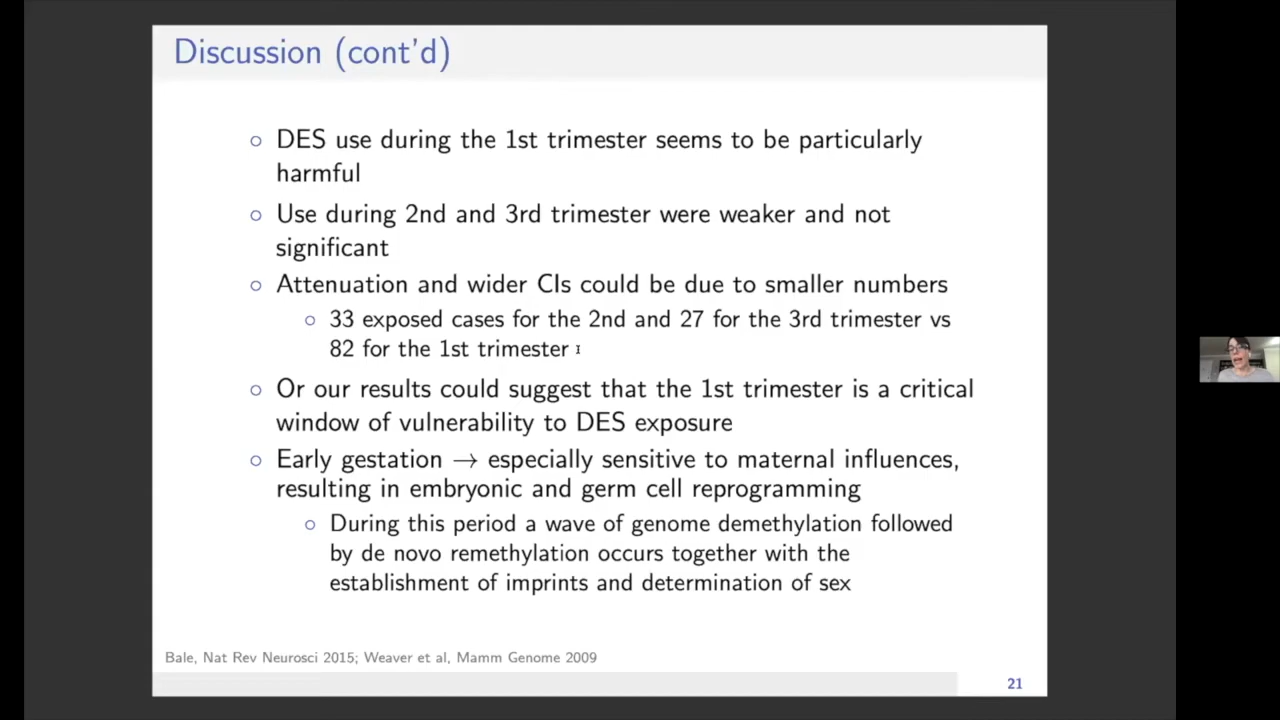 Discussion (cont'd)
○ DES use during the 1st trimester seems to be particularly
harmful
○ Use during 2nd and 3rd trimester were weaker and not
significant
○ Attenuation and wider CIs could be due to smaller numbers
○ 33 exposed cases for the 2nd and 27 for the 3rd trimester vs
82 for the 1st trimester
○ Or our results could suggest that the 1st trimester is a critical
window of vulnerability to DES exposure
○ Early gestation → especially sensitive to maternal influences,
resulting in embryonic and germ cell reprogramming
○ During this period a wave of genome demethylation followed
by de novo remethylation occurs together with the
establishment of imprints and determination of sex
Bale, Nat Rev Neurosci 2015; Weaver et al, Mamm Genome 2009
21